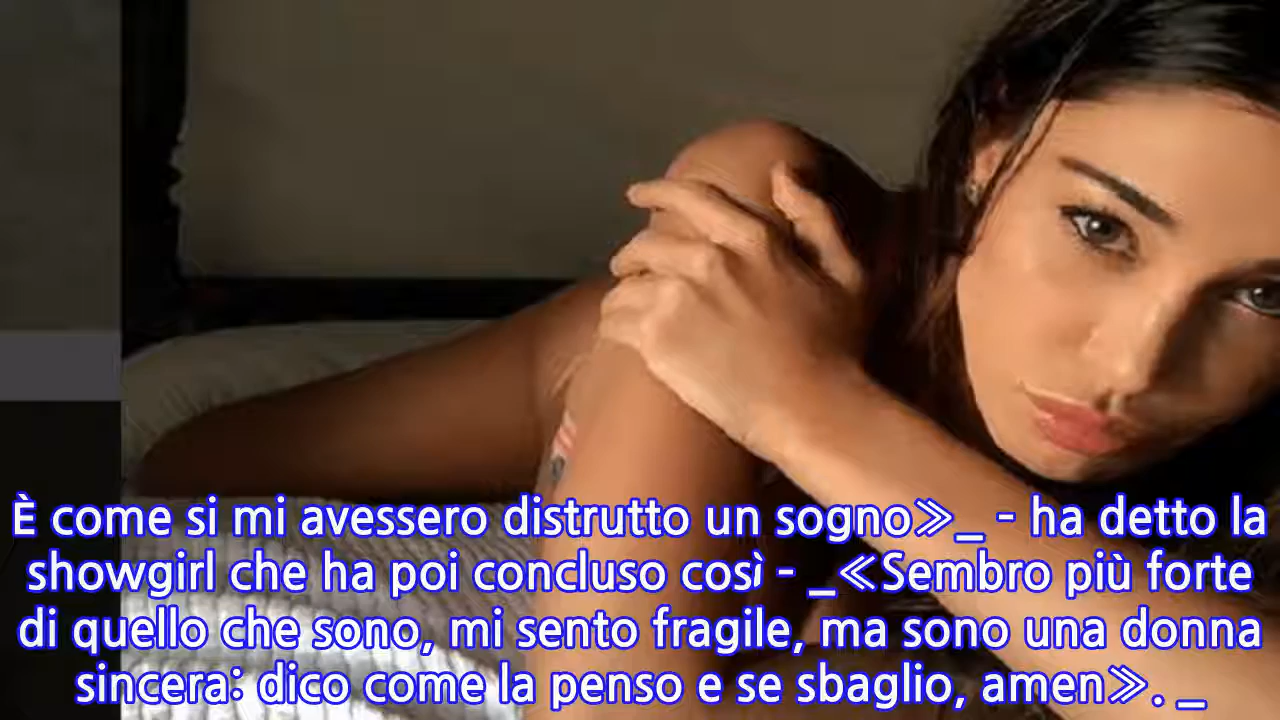 È come si mi avessero distrutto un sogno≫_ - ha detto la
showgirl che ha poi concluso così - _≪Sembro più forte
di quello che sono, mi sento fragile, ma sono una donna
sincera: dico come la penso e se sbaglio, amen≫. _